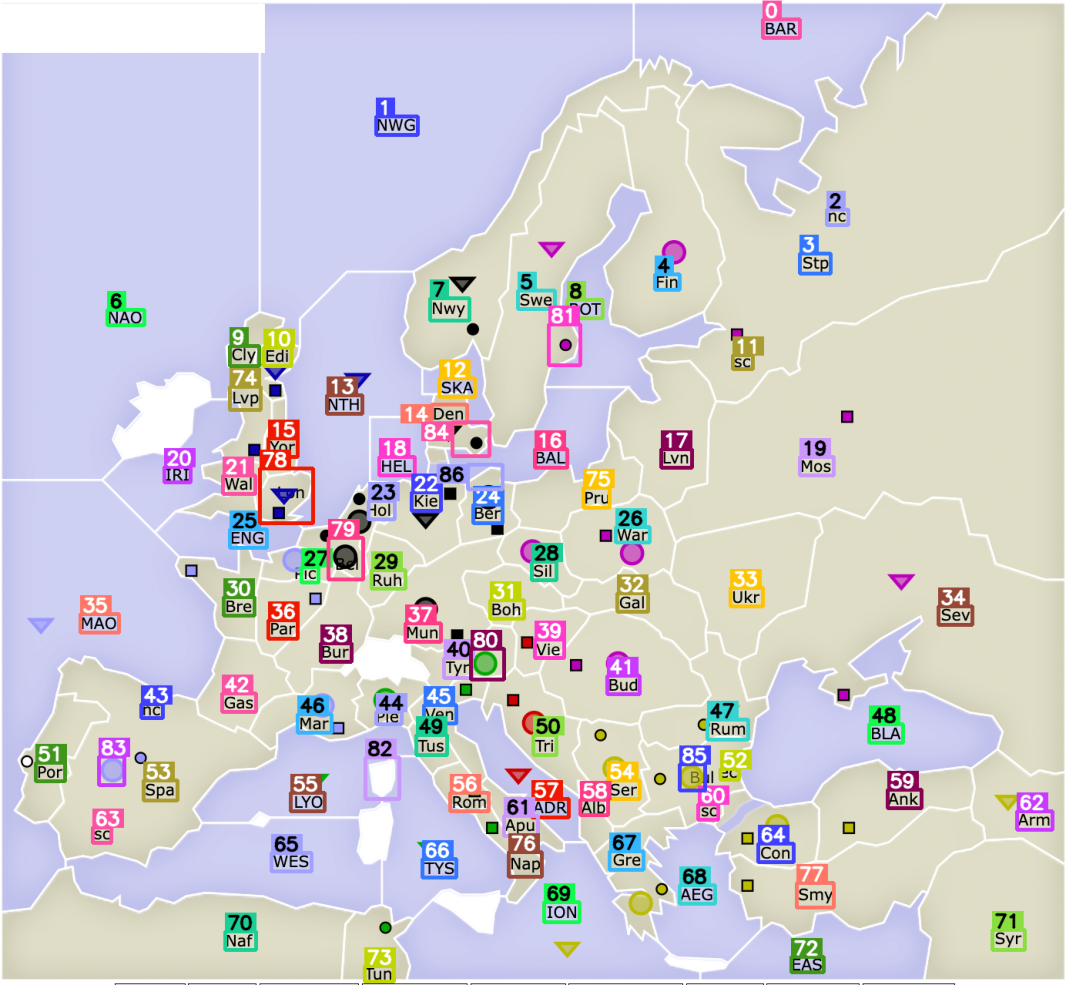 0
BAR
1
NWG
2
nc
3
Stp
4
Fin
5
Swe
6
NAO
7
Nwy
8
BOT
81
9
Cly
10
Edi
11
sc
12
SKA
74
Lvp
13
NTH
14 Den
84
15
Yor
16
BAL
17
Lvn
18
HEL
19
Mos
20
IRI
21
Wal
78
Lon
86
22
Kie
23
Hol
24
Ber
75
Pru
25
ENG
79
Bel
26
War
27
Pic
28
Sil
29
Ruh
30
Bre
31
Boh
32
Gal
33
Ukr
34
Sev
35
MAO
36
Par
37
Mun
38
Bur
39
Vie
40
Tyr
80
41
Bud
42
Gas
43
nc
44
Pie
45
Ven
46
Mar
47
Rum
48
BLA
49
Tus
50
Tri
51
Por
83
82
53
Spa
54
Ser
85
Bul
52
ec
55
LYO
56
Rom
57
ADR
58
Alb
59
Ank
60
sc
61
Apu
62
Arm
63
sc
64
Con
65
WES
66
TYS
76
Nap
67
Gre
68
AEG
77
Smy
69
ION
70
Naf
71
Syr
72
EAS
73
Tun